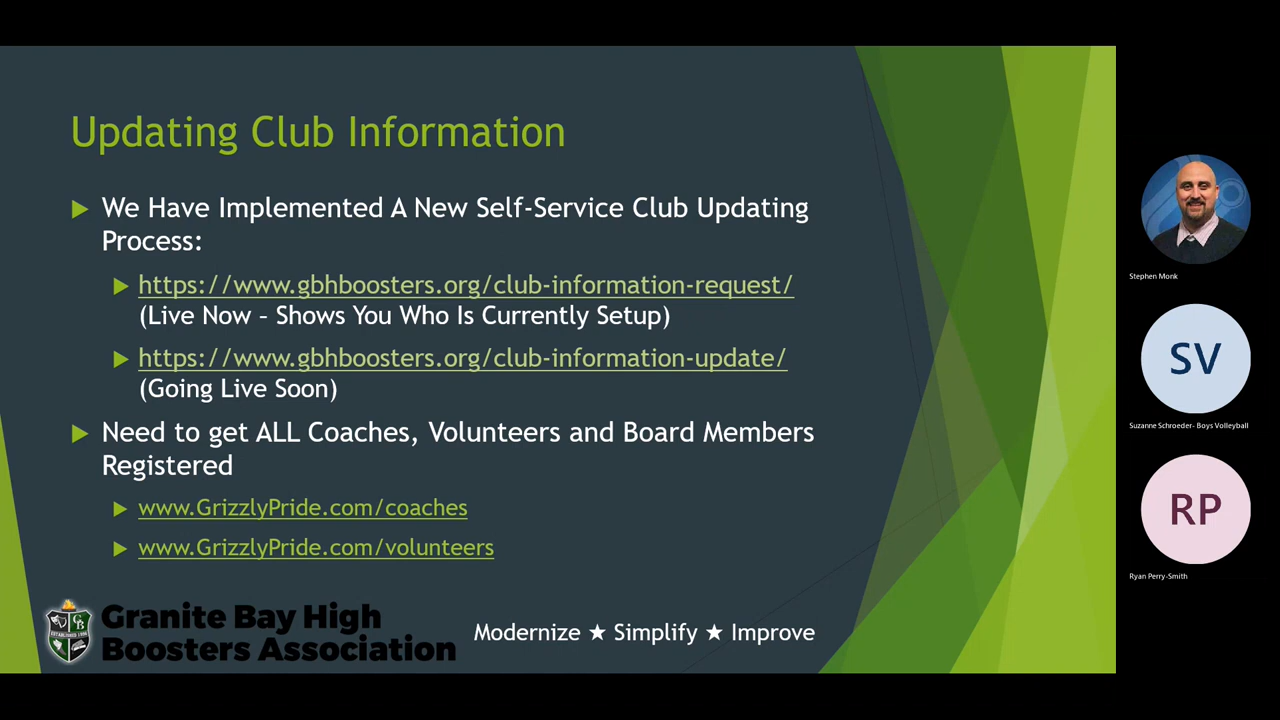 Updating Club Information
We Have Implemented A New Self-Service Club Updating
Process:
https://www.gbhboosters.org/club-information-request/
(Live Now – Shows You Who Is Currently Setup)
https://www.gbhboosters.org/club-information-update/
(Going Live Soon)
Need to get ALL Coaches, Volunteers and Board Members
Registered
www.GrizzlyPride.com/coaches
www.GrizzlyPride.com/volunteers
Granite Bay High
Boosters Association
Modernize ★ Simplify ★ Improve
Stephen Monk
SV
Suzanne Schroeder- Boys Volleyball
RP
Ryan Perry-Smith